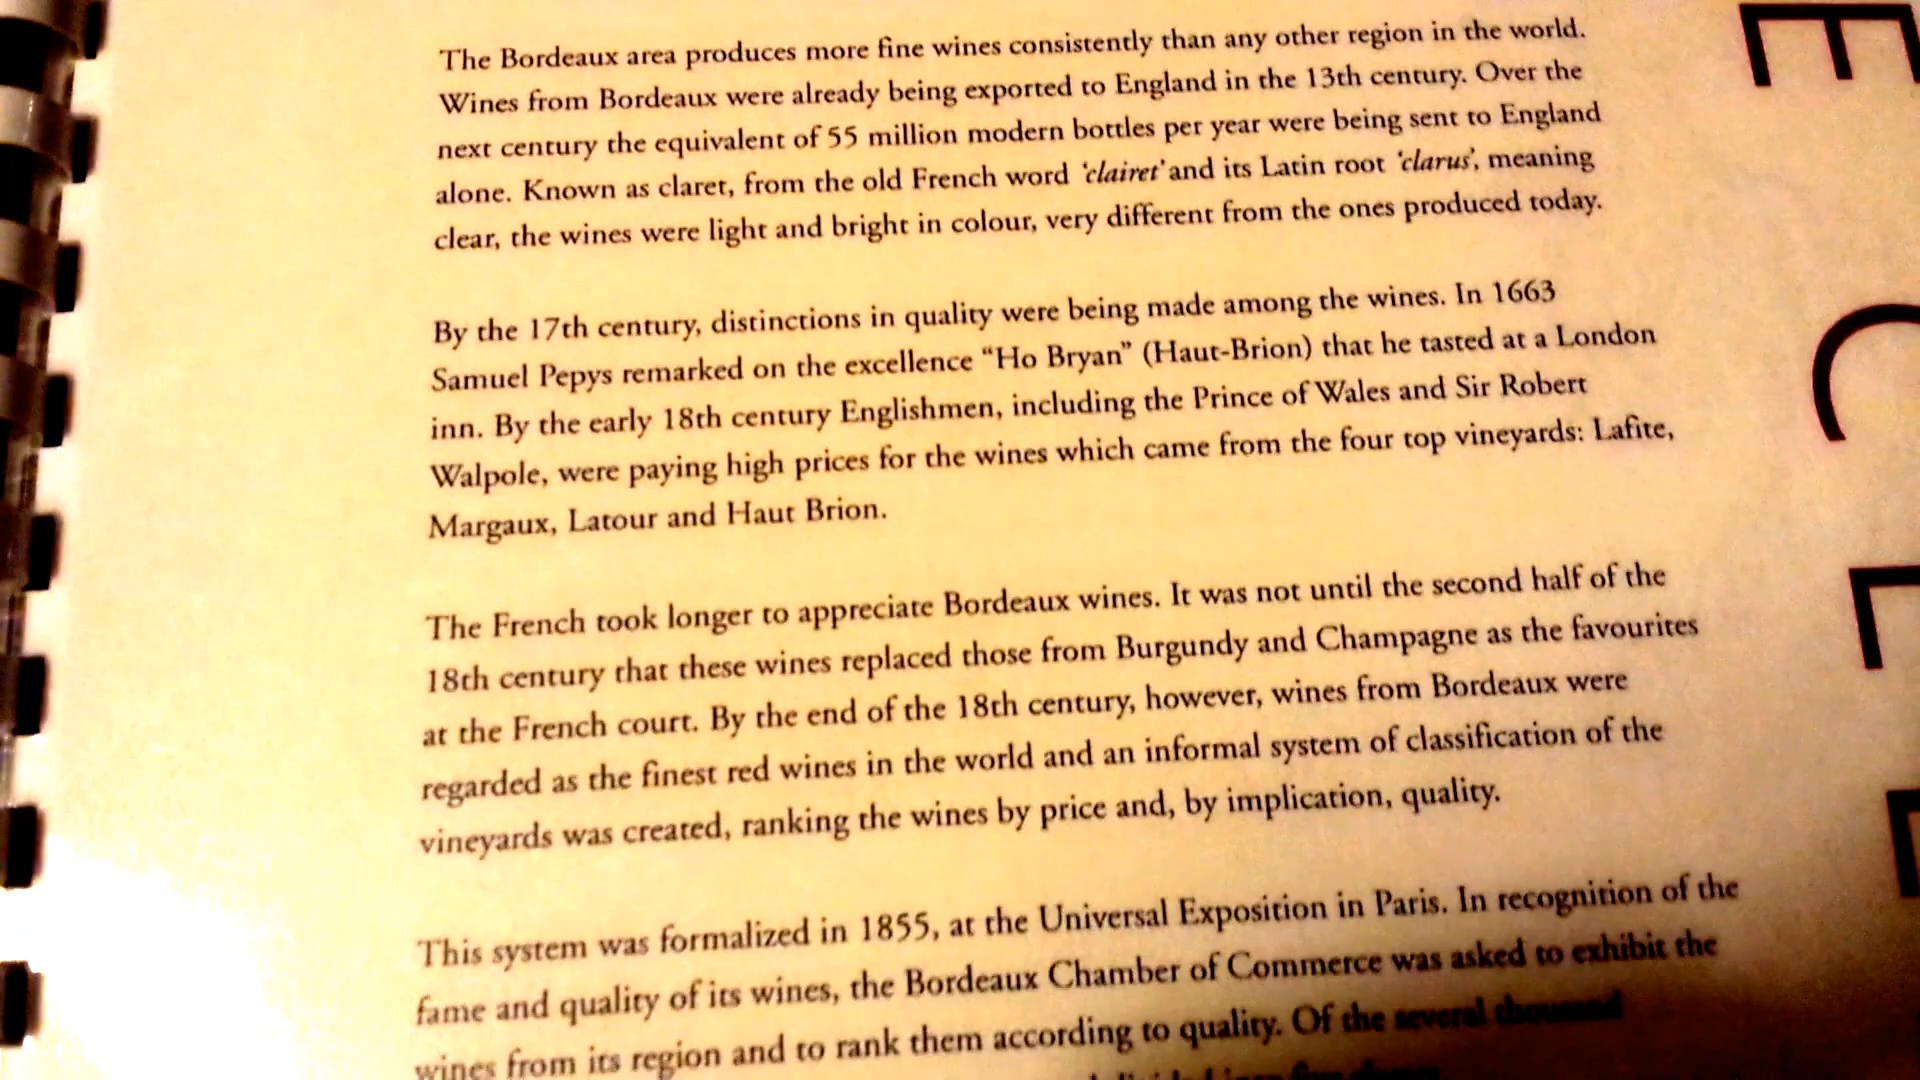 The Bordeaux area produces more fine wines consistently than any other region in the world.
Wines from Bordeaux were already being exported to England in the 13th century. Over the
next century the equivalent of 55 million modern bottles per year were being sent to England
alone. Known as claret, from the old French word 'clairet' and its Latin root 'clarus', meaning
clear, the wines were light and bright in colour, very different from the ones produced today.
By the 17th century, distinctions in quality were being made among the wines. In 1663
Samuel Pepys remarked on the excellence “Ho Bryan” (Haut-Brion) that he tasted at a London
inn. By the early 18th century Englishmen, including the Prince of Wales and Sir Robert
Walpole, were paying high prices for the wines which came from the four top vineyards: Lafite,
Margaux, Latour and Haut Brion.
The French took longer to appreciate Bordeaux wines. It was not until the second half of the
18th century that these wines replaced those from Burgundy and Champagne as the favourites
at the French court. By the end of the 18th century, however, wines from Bordeaux were
regarded as the finest red wines in the world and an informal system of classification of the
vineyards was created, ranking the wines by price and, by implication, quality.
This system was formalized in 1855, at the Universal Exposition in Paris. In recognition of the
fame and quality of its wines, the Bordeaux Chamber of Commerce was asked to exhibit the
wines from its region and to rank them according to quality. Of the several thousand